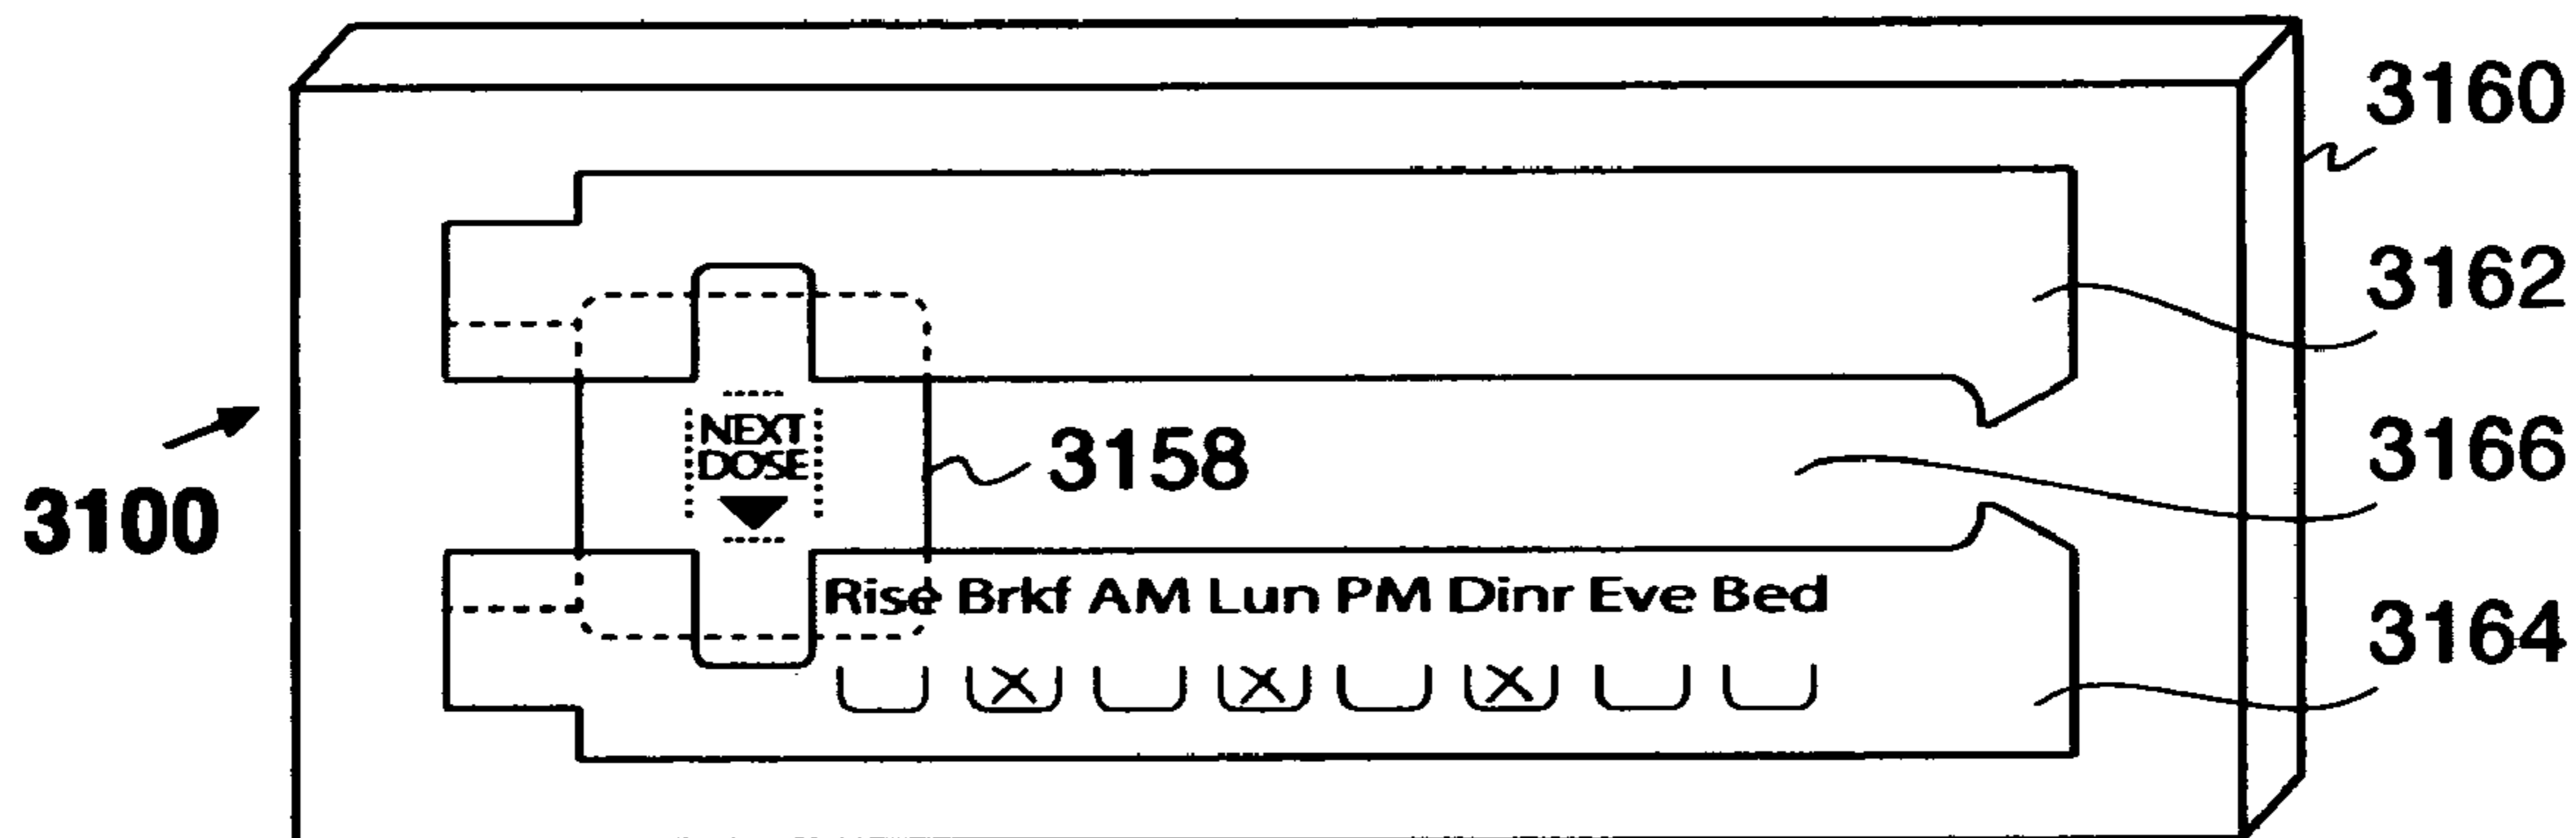 3160
3162
NEXT
DOSE
3158
3166
3100
Rise Brkf AM Lun PM Dinr Eve Bed
3164
X X X